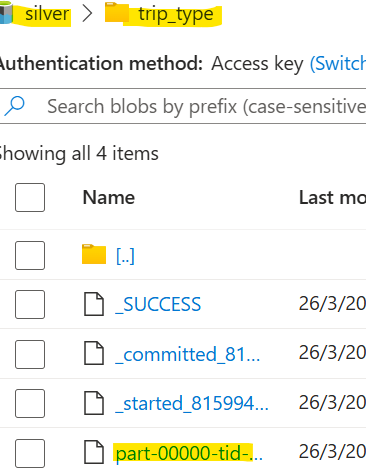 silver > trip_type
Authentication method: Access key (Switch
Search blobs by prefix (case-sensitive
Showing all 4 items
Name Last mo
[..]
_SUCCESS 26/3/20
_committed_81... 26/3/20
_started_815994... 26/3/20
part-00000-tid-... 26/3/20